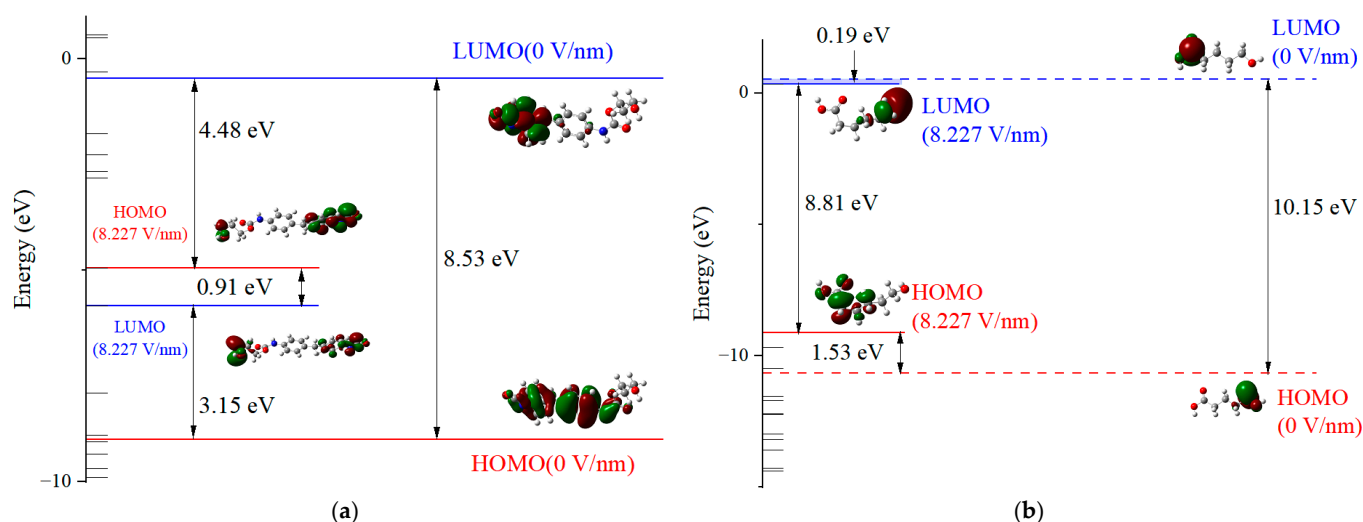 Energy (eV)
0
LUMO(0 V/nm)
4.48 eV
HOMO
(8.227 V/nm)
8.53 eV
0.91 eV
LUMO
(8.227 V/nm)
3.15 eV
HOMO(0 V/nm)
−10
(a)
Energy (eV)
0.19 eV
LUMO
(0 V/nm)
0
LUMO
(8.227 V/nm)
8.81 eV
10.15 eV
HOMO
(8.227 V/nm)
1.53 eV
−10
HOMO
(0 V/nm)
(b)